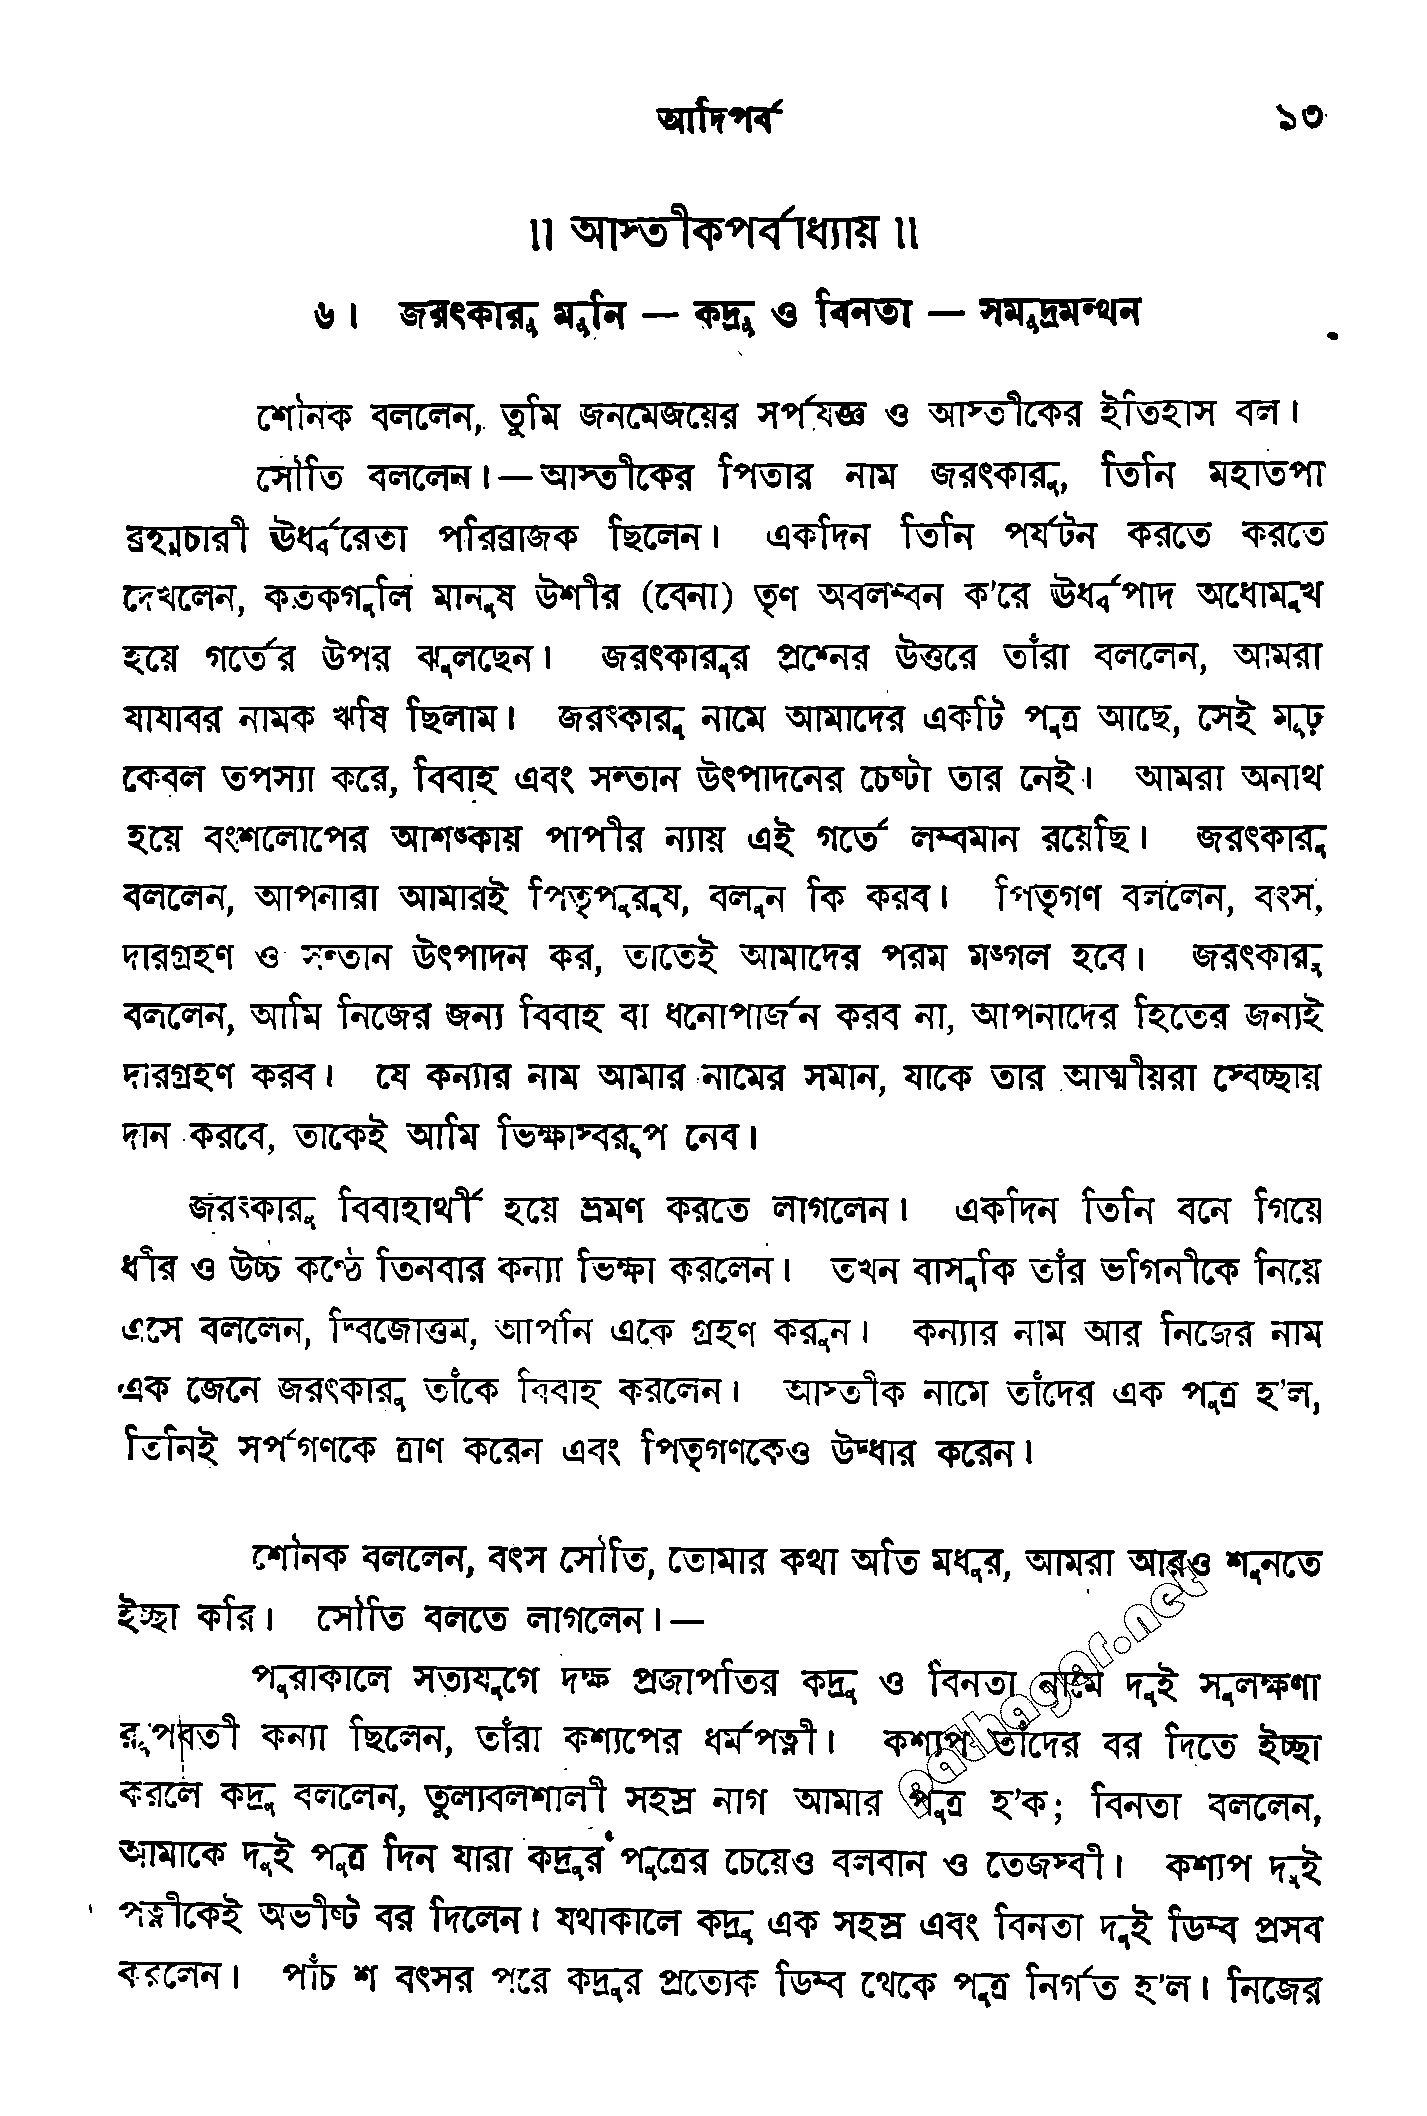 আদিপর্ব ১৩
॥ আস্তীকপর্বাধ্যায় ॥
৬। জরৎকারু মুনি — কদ্রু ও বিনতা — সমুদ্রমন্থন
শৌনক বললেন, তুমি জনমেজয়ের সর্পযজ্ঞ ও আস্তীকের ইতিহাস বল।
সৌতি বললেন।—আস্তীকের পিতার নাম জরৎকারু, তিনি মহাতপা
ব্রহ্মচারী ঊর্ধ্বরেতা পরিব্রাজক ছিলেন। একদিন তিনি পর্যটন করতে করতে
দেখলেন, কতকগুলি মানুষ উশীর (বেনা) তৃণ অবলম্বন ক'রে ঊর্ধ্বপাদ অধোমুখ
হয়ে গর্তের উপর ঝুলছেন। জরৎকারুর প্রশ্নের উত্তরে তাঁরা বললেন, আমরা
যাযাবর নামক ঋষি ছিলাম। জরৎকারু নামে আমাদের একটি পুত্র আছে, সেই মূঢ়
কেবল তপস্যা করে, বিবাহ এবং সন্তান উৎপাদনের চেষ্টা তার নেই। আমরা অনাথ
হয়ে বংশলোপের আশঙ্কায় পাপীর ন্যায় এই গর্তে লম্বমান রয়েছি। জরৎকারু
বললেন, আপনারা আমারই পিতৃপুরুষ, বলুন কি করব। পিতৃগণ বললেন, বৎস,
দারগ্রহণ ও সন্তান উৎপাদন কর, তাতেই আমাদের পরম মঙ্গল হবে। জরৎকারু
বললেন, আমি নিজের জন্য বিবাহ বা ধনোপার্জন করব না, আপনাদের হিতের জন্যই
দারগ্রহণ করব। যে কন্যার নাম আমার নামের সমান, যাকে তার আত্মীয়রা স্বেচ্ছায়
দান করবে, তাকেই আমি ভিক্ষাস্বরূপ নেব।
জরৎকারু বিবাহার্থী হয়ে ভ্রমণ করতে লাগলেন। একদিন তিনি বনে গিয়ে
ধীর ও উচ্চ কণ্ঠে তিনবার কন্যা ভিক্ষা করলেন। তখন বাসুকি তাঁর ভগিনীকে নিয়ে
এসে বললেন, দ্বিজোত্তম, আপনি একে গ্রহণ করুন। কন্যার নাম আর নিজের নাম
এক জেনে জরৎকারু তাঁকে বিবাহ করলেন। আস্তীক নামে তাঁদের এক পুত্র হ'ল,
তিনিই সর্পগণকে ত্রাণ করেন এবং পিতৃগণকেও উদ্ধার করেন।
শৌনক বললেন, বৎস সৌতি, তোমার কথা অতি মধুর, আমরা আরও শুনতে
ইচ্ছা করি। সৌতি বলতে লাগলেন।—
পুরাকালে সত্যযুগে দক্ষ প্রজাপতির কদ্রু ও বিনতা নামে দুই সুলক্ষণা
রূপবতী কন্যা ছিলেন, তাঁরা কশ্যপের ধর্মপত্নী। কশ্যপ তাঁদের বর দিতে ইচ্ছা
করলে কদ্রু বললেন, তুল্যবলশালী সহস্র নাগ আমার পুত্র হ'ক; বিনতা বললেন,
আমাকে দুই পুত্র দিন যারা কদ্রুর পুত্রের চেয়েও বলবান ও তেজস্বী। কশ্যপ দুই
পত্নীকেই অভীষ্ট বর দিলেন। যথাকালে কদ্রু এক সহস্র এবং বিনতা দুই ডিম্ব প্রসব
করলেন। পাঁচ শ বৎসর পরে কদ্রুর প্রত্যেক ডিম্ব থেকে পুত্র নির্গত হ'ল। নিজের
pathagar.net